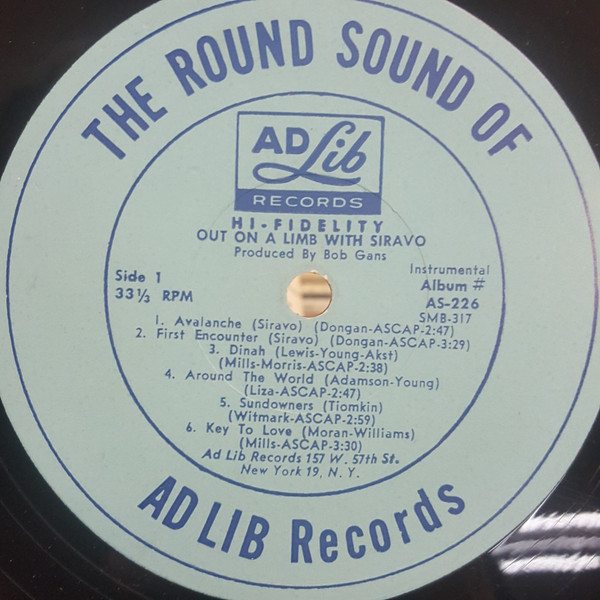 THE ROUND SOUND OF
AD Lib
RECORDS
HI-FIDELITY
OUT ON A LIMB WITH SIRAVO
Produced By Bob Gans
Side 1
33⅓ RPM
Instrumental
Album #
AS-226
SMB-317
1. Avalanche (Siravo) (Dongan-ASCAP-2:47)
2. First Encounter (Siravo) (Dongan-ASCAP-3:29)
3. Dinah (Lewis-Young-Akst)
(Mills-Morris-ASCAP-2:38)
4. Around The World (Adamson-Young)
(Liza-ASCAP-2:47)
5. Sundowners (Tiomkin)
(Witmark-ASCAP-2:59)
6. Key To Love (Moran-Williams)
(Mills-ASCAP-3:30)
Ad Lib Records 157 W. 57th St.
New York 19, N. Y.
AD LIB Records